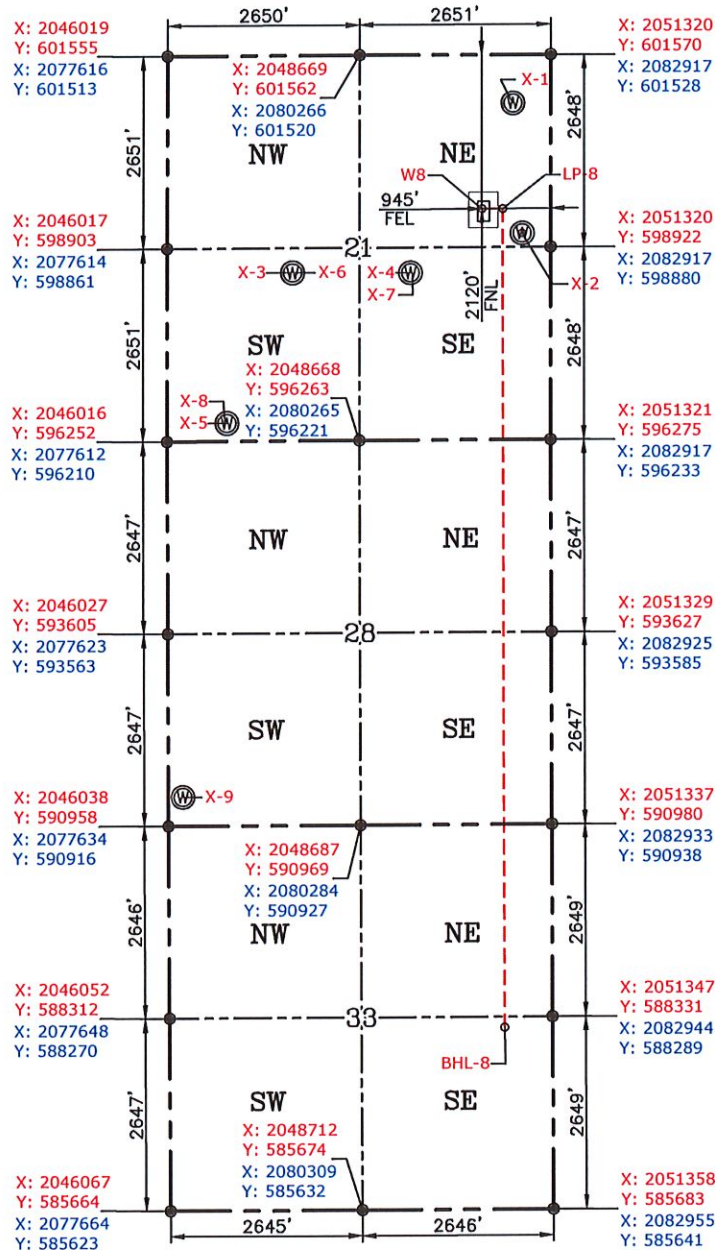 2650'
2651'
X: 2046019
Y: 601555
X: 2077616
Y: 601513
X: 2048669
Y: 601562
X: 2080266
Y: 601520
X: 2051320
Y: 601570
X: 2082917
Y: 601528
X-1
W
2651'
2648'
NW
NE
W8
LP-8
945'
FEL
W
X: 2046017
Y: 598903
X: 2077614
Y: 598861
21
X: 2051320
Y: 598922
X: 2082917
Y: 598880
X-3
W
X-6
X-4
W
X-7
X-2
2120'
FNL
2651'
2648'
SW
SE
X-8
X-5
W
X: 2048668
Y: 596263
X: 2080265
Y: 596221
X: 2046016
Y: 596252
X: 2077612
Y: 596210
X: 2051321
Y: 596275
X: 2082917
Y: 596233
2647'
2647'
NW
NE
X: 2046027
Y: 593605
X: 2077623
Y: 593563
28
X: 2051329
Y: 593627
X: 2082925
Y: 593585
2647'
2647'
SW
SE
W
X-9
X: 2046038
Y: 590958
X: 2077634
Y: 590916
X: 2048687
Y: 590969
X: 2080284
Y: 590927
X: 2051337
Y: 590980
X: 2082933
Y: 590938
2646'
2649'
NW
NE
X: 2046052
Y: 588312
X: 2077648
Y: 588270
33
X: 2051347
Y: 588331
X: 2082944
Y: 588289
BHL-8
2647'
2649'
SW
SE
X: 2048712
Y: 585674
X: 2080309
Y: 585632
X: 2046067
Y: 585664
X: 2077664
Y: 585623
X: 2051358
Y: 585683
X: 2082955
Y: 585641
2645'
2646'